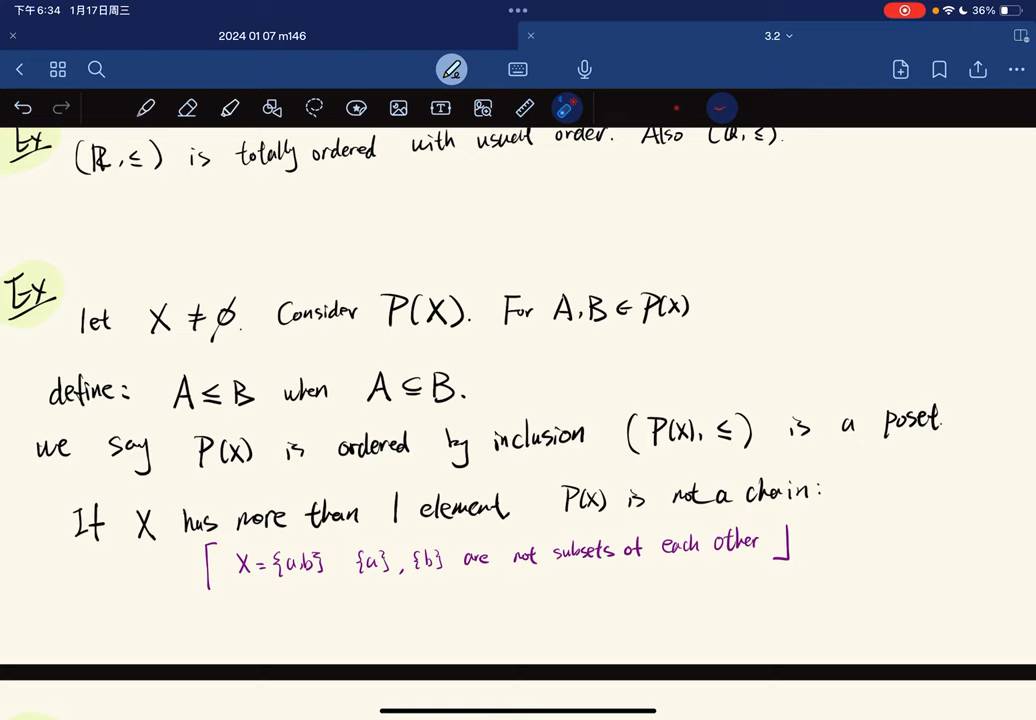 下午6:34 1月17日周三
36%
2024 01 07 m146
3.2
Ex (ℝ, ≤) is totally ordered with usual order. Also (ℚ, ≤).
Ex let X ≠ ∅. Consider P(X). For A, B ∈ P(X)
define: A ≤ B when A ⊆ B.
we say P(X) is ordered by inclusion (P(X), ≤) is a poset.
If X has more than 1 element P(X) is not a chain:
⌈ X = {a,b} {a}, {b} are not subsets of each other ⌋